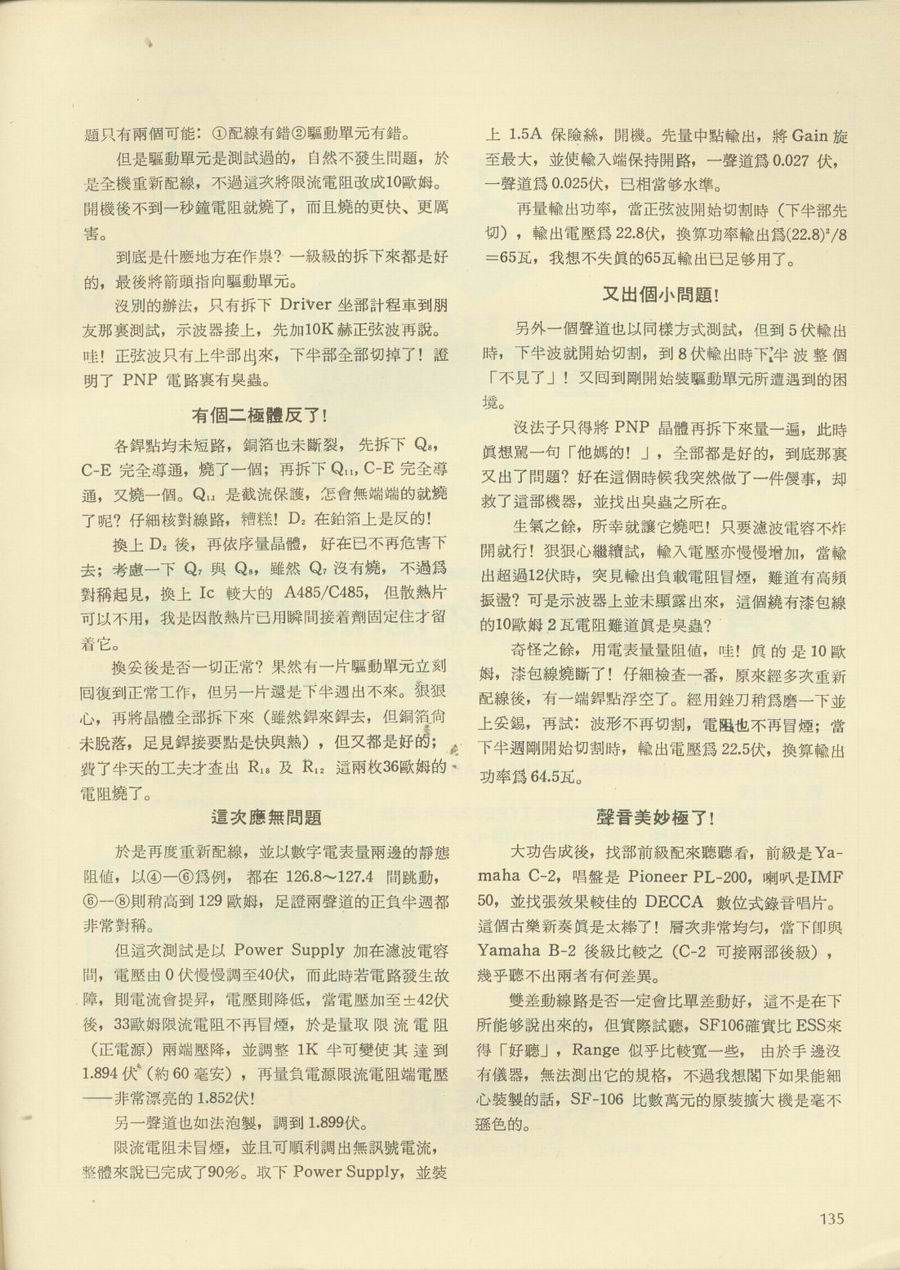 題只有兩個可能：①配線有錯②驅動單元有錯。
但是驅動單元是測試過的，自然不發生問題，於
是全機重新配線，不過這次將限流電阻改成10歐姆。
開機後不到一秒鐘電阻就燒了，而且燒的更快、更厲
害。
到底是什麼地方在作祟？一級級的拆下來都是好
的，最後將箭頭指向驅動單元。
沒別的辦法，只有拆下 Driver 坐部計程車到朋
友那裏測試，示波器接上，先加10K赫正弦波再說。
哇！正弦波只有上半部出來，下半部全部切掉了！證
明了 PNP 電路裏有臭蟲。
有個二極體反了！
各銲點均未短路，銅箔也未斷裂，先拆下 Q₈，
C-E 完全導通，燒了一個；再拆下 Q₁₁，C-E 完全導
通，又燒一個。Q₁₁ 是截流保護，怎會無端端的就燒
了呢？仔細核對線路，糟糕！D₂ 在鉑箔上是反的！
換上 D₂ 後，再依序量晶體，好在已不再危害下
去；考慮一下 Q₇ 與 Q₈，雖然 Q₇ 沒有燒，不過爲
對稱起見，換上 Ic 較大的 A485/C485，但散熱片
可以不用，我是因散熱片已用瞬間接着劑固定住才留
着它。
換妥後是否一切正常？果然有一片驅動單元立刻
回復到正常工作，但另一片還是下半週出不來。狠狠
心，再將晶體全部拆下來（雖然銲來銲去，但銅箔尙
未脫落，足見銲接要點是快與熱），但又都是好的；
費了半天的工夫才查出 R₁₈ 及 R₁₂ 這兩枚36歐姆的
電阻燒了。
這次應無問題
於是再度重新配線，並以數字電表量兩邊的靜態
阻値，以④—⑥爲例，都在 126.8～127.4 間跳動，
⑥—⑧則稍高到 129 歐姆，足證兩聲道的正負半週都
非常對稱。
但這次測試是以 Power Supply 加在濾波電容
間，電壓由 0 伏慢慢調至40伏，而此時若電路發生故
障，則電流會提昇，電壓則降低，當電壓加至±42伏
後，33歐姆限流電阻不再冒煙，於是量取限流電阻
（正電源）兩端壓降，並調整 1K 半可變使其達到
1.894 伏（約 60 毫安），再量負電源限流電阻端電壓
——非常漂亮的 1.852伏！
另一聲道也如法泡製，調到 1.899伏。
限流電阻未冒煙，並且可順利調出無訊號電流，
整體來說已完成了90%。取下 Power Supply，並裝
上 1.5A 保險絲，開機。先量中點輸出，將 Gain 旋
至最大，並使輸入端保持開路，一聲道爲 0.027 伏，
一聲道爲 0.025伏，已相當够水準。
再量輸出功率，當正弦波開始切割時（下半部先
切），輸出電壓爲 22.8伏，換算功率輸出爲(22.8)²/8
＝65瓦，我想不失眞的65瓦輸出已足够用了。
又出個小問題！
另外一個聲道也以同樣方式測試，但到 5 伏輸出
時，下半波就開始切割，到 8 伏輸出時下半波整個
「不見了」！又回到剛開始裝驅動單元所遭遇到的困
境。
沒法子只得將 PNP 晶體再拆下來量一遍，此時
眞想罵一句「他媽的！」，全部都是好的，到底那裏
又出了問題？好在這個時候我突然做了一件儍事，却
救了這部機器，並找出臭蟲之所在。
生氣之餘，所幸就讓它燒吧！只要濾波電容不炸
開就行！狠狠心繼續試，輸入電壓亦慢慢增加，當輸
出超過12伏時，突見輸出負載電阻冒煙，難道有高頻
振盪？可是示波器上並未顯露出來，這個繞有漆包線
的10歐姆 2 瓦電阻難道眞是臭蟲？
奇怪之餘，用電表量量阻値，哇！眞的是10歐
姆，漆包線燒斷了！仔細檢查一番，原來經多次重新
配線後，有一端銲點浮空了。經用銼刀稍爲磨一下並
上妥錫，再試：波形不再切割，電阻也不再冒煙；當
下半週剛開始切割時，輸出電壓爲 22.5伏，換算輸出
功率爲 64.5瓦。
聲音美妙極了！
大功告成後，找部前級配來聽聽看，前級是 Ya-
maha C-2，唱盤是 Pioneer PL-200，喇叭是IMF
50，並找張效果較佳的 DECCA 數位式錄音唱片。
這個古樂新奏眞是太棒了！層次非常均匀，當下卽與
Yamaha B-2 後級比較之（C-2 可接兩部後級），
幾乎聽不出兩者有何差異。
雙差動線路是否一定會比單差動好，這不是在下
所能够說出來的，但實際試聽，SF106確實比 ESS來
得「好聽」，Range 似乎比較寬一些，由於手邊沒
有儀器，無法測出它的規格，不過我想閣下如果能細
心裝製的話，SF-106 比數萬元的原裝擴大機是毫不
遜色的。
135